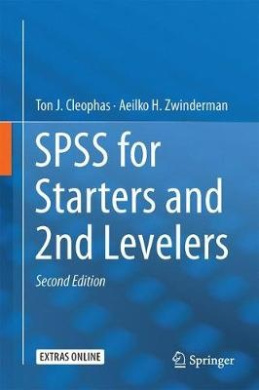 Ton J. Cleophas · Aeilko H. Zwinderman
SPSS for
Starters and
2nd Levelers
Second Edition
EXTRAS ONLINE
Springer